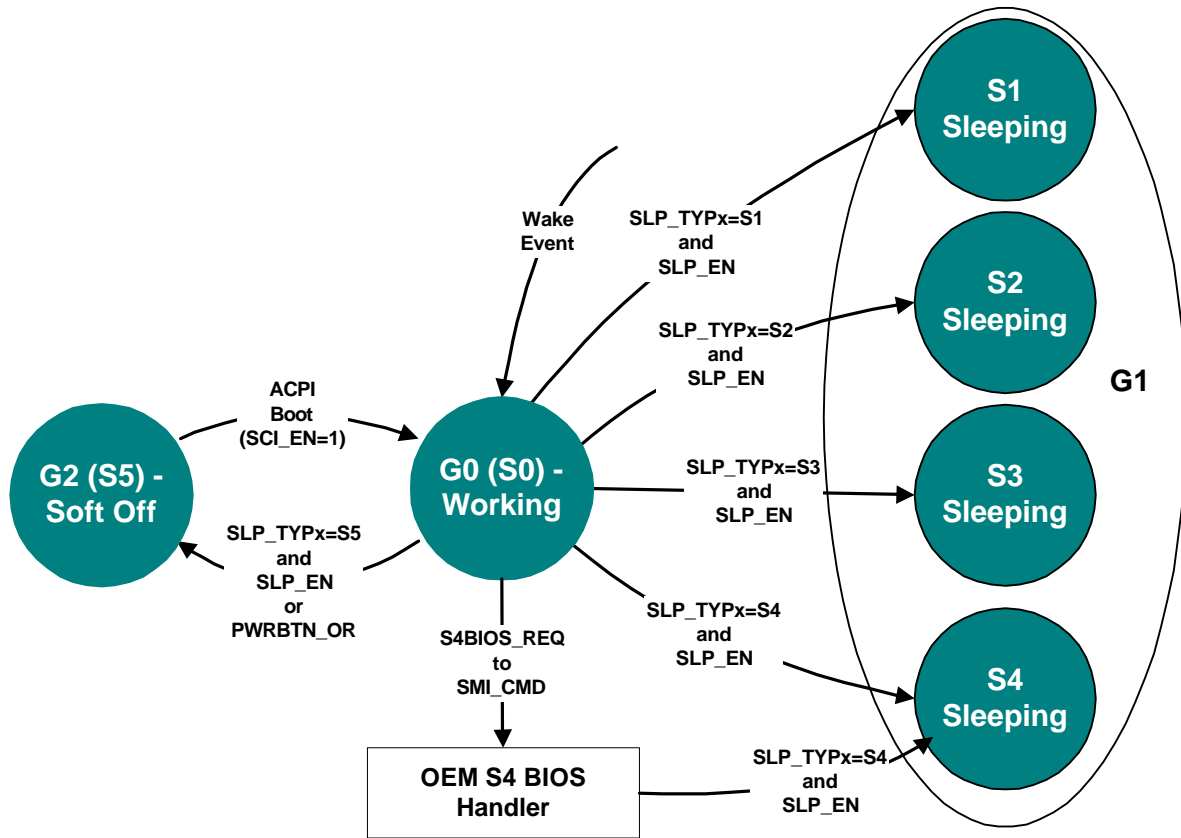 S1
Sleeping
Wake
Event
SLP_TYPx=S1
and
SLP_EN
S2
Sleeping
SLP_TYPx=S2
and
SLP_EN
G1
ACPI
Boot
(SCI_EN=1)
G2 (S5) -
Soft Off
G0 (S0) -
Working
SLP_TYPx=S3
and
SLP_EN
S3
Sleeping
SLP_TYPx=S5
and
SLP_EN
or
PWRBTN_OR
SLP_TYPx=S4
and
SLP_EN
S4BIOS_REQ
to
SMI_CMD
S4
Sleeping
OEM S4 BIOS
Handler
SLP_TYPx=S4
and
SLP_EN